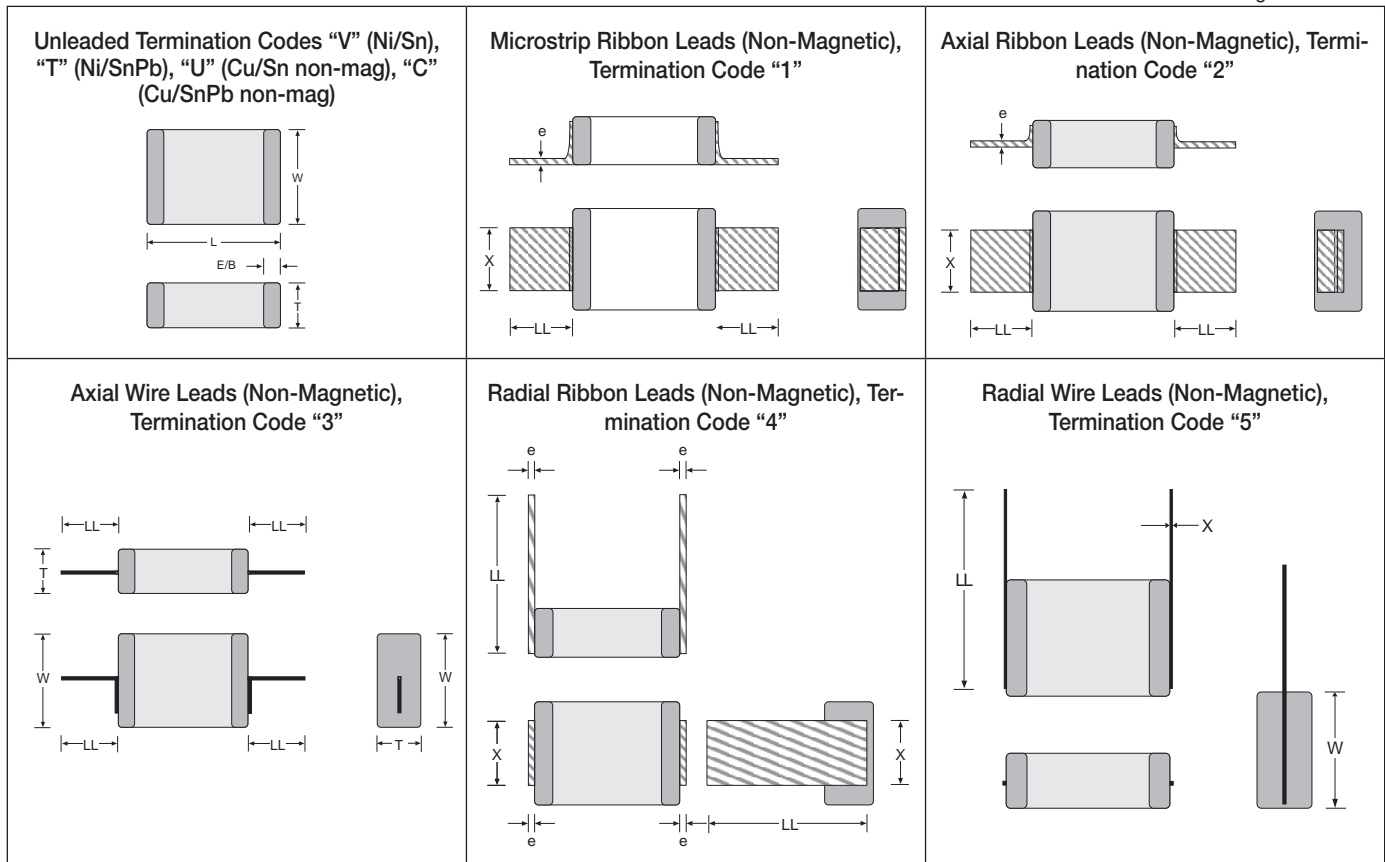 Unleaded Termination Codes “V” (Ni/Sn),
“T” (Ni/SnPb), “U” (Cu/Sn non-mag), “C”
(Cu/SnPb non-mag)
W
L
E/B
T
Microstrip Ribbon Leads (Non-Magnetic),
Termination Code “1”
e
X
LL
LL
Axial Ribbon Leads (Non-Magnetic), Termi-
nation Code “2”
e
X
LL
LL
Axial Wire Leads (Non-Magnetic),
Termination Code “3”
LL
LL
T
W
W
LL
LL
T
Radial Ribbon Leads (Non-Magnetic), Ter-
mination Code “4”
e
e
LL
X
X
LL
e
e
Radial Wire Leads (Non-Magnetic),
Termination Code “5”
X
LL
W